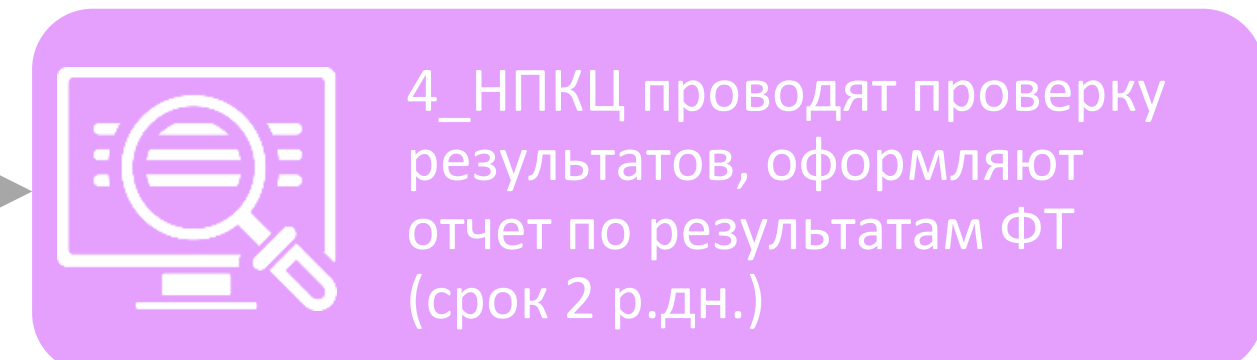 4_НПКЦ проводят проверку
результатов, оформляют
отчет по результатам ФТ
(срок 2 р.дн.)